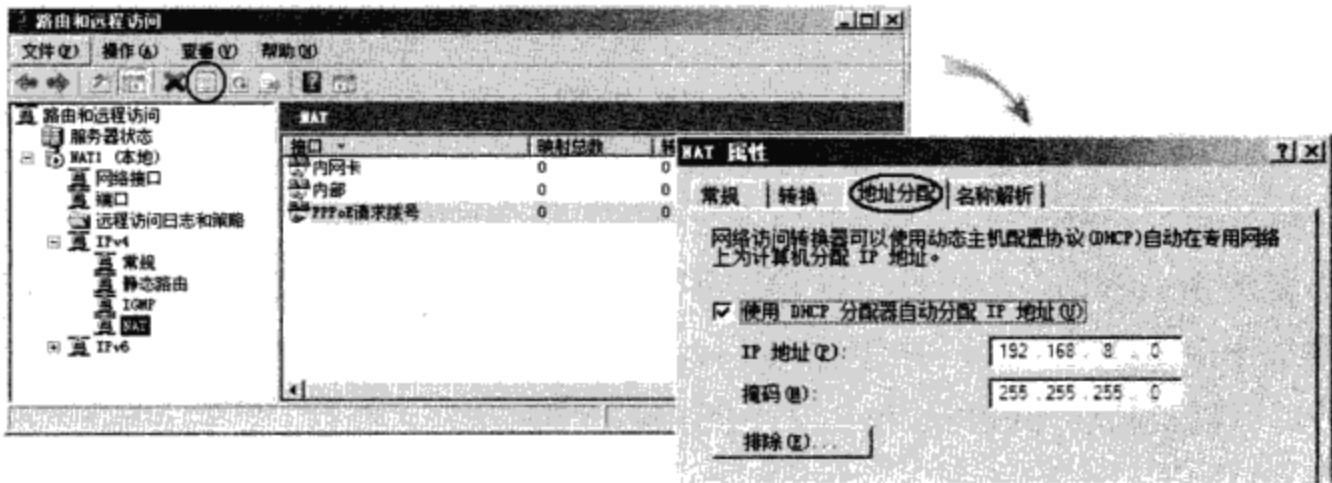 路由和远程访问
文件(F) 操作(A) 查看(V) 帮助(H)
路由和远程访问
服务器状态
NAT1 (本地)
网络接口
端口
远程访问日志和策略
IPv4
常规
静态路由
IGMP
NAT
IPv6
NAT
接口 映射总数 转
内网卡 0 0
内部 0 0
PPPoE请求拨号 0 0
NAT 属性
常规 转换 地址分配 名称解析
网络访问转换器可以使用动态主机配置协议(DHCP)自动在专用网络
上为计算机分配 IP 地址。
使用 DHCP 分配器自动分配 IP 地址(U)
IP 地址(P): 192 . 168 . 8 . 0
掩码(M): 255 . 255 . 255 . 0
排除(E)...